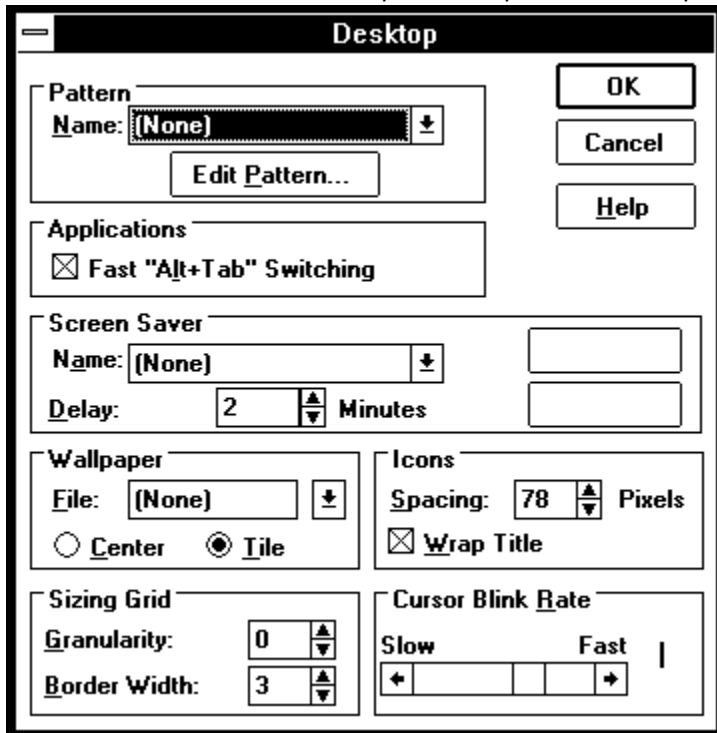 Desktop
Pattern
Name: (None)
Edit Pattern...
OK
Cancel
Help
Applications
Fast "Alt+Tab" Switching
Screen Saver
Name: (None)
Delay: 2 Minutes
Wallpaper
File: (None)
Center Tile
Icons
Spacing: 78 Pixels
Wrap Title
Sizing Grid
Granularity: 0
Border Width: 3
Cursor Blink Rate
Slow Fast